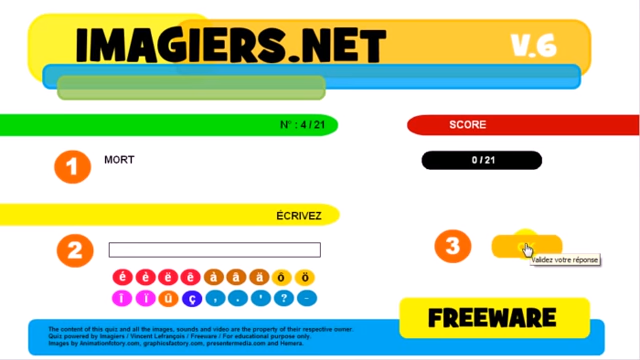 IMAGIERS.NET
V.6
N° : 4 / 21
SCORE
1
MORT
0 / 21
ÉCRIVEZ
2
3
Validez votre réponse
é é ë ê à â ä ô ö
ï î û ç , . ' ? -
FREEWARE
The content of this quiz and all the images, sounds and video are the property of their respective owner.
Quiz powered by Imagiers / Vincent Lefrançois / Freeware / For educational purpose only.
Images by Animationfctory.com, graphicsfactory.com, presentermedia.com and Hemera.